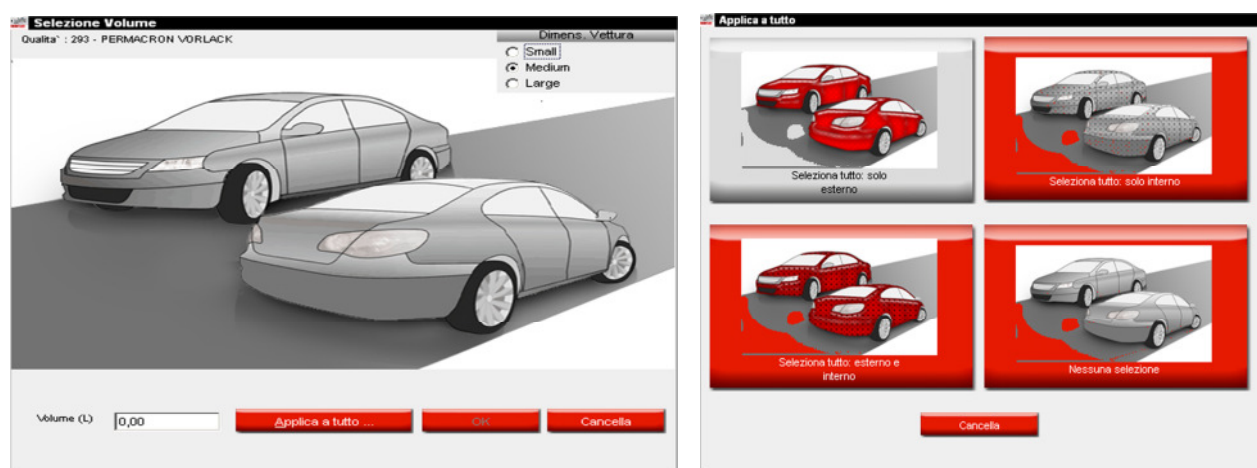 Selezione Volume
Qualita` : 293 - PERMACRON VORLACK
Dimens. Vettura
Small
Medium
Large
Volume (L)
0,00
Applica a tutto ...
OK
Cancella
Applica a tutto
Seleziona tutto: solo
esterno
Seleziona tutto: solo interno
Seleziona tutto: esterno e
interno
Nessuna selezione
Cancella